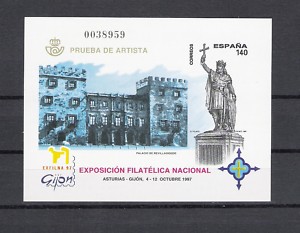 0038959
PRUEBA DE ARTISTA
CORREOS
ESPAÑA
140
PALACIO DE REVILLAGIGEDO
EXFILNA 97
Gijón
EXPOSICIÓN FILATÉLICA NACIONAL
ASTURIAS - GIJÓN, 4 - 12 OCTUBRE 1997